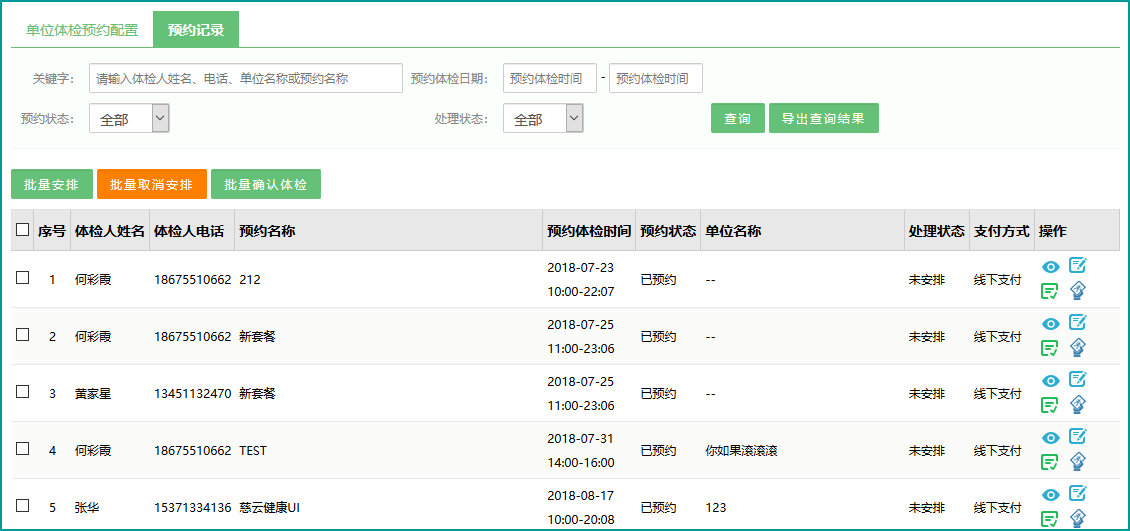 单位体检预约配置 预约记录
关键字: 请输入体检人姓名、电话、单位名称或预约名称 预约体检日期: 预约体检时间 - 预约体检时间
预约状态: 全部 处理状态: 全部 查询 导出查询结果
批量安排 批量取消安排 批量确认体检
序号 体检人姓名 体检人电话 预约名称 预约体检时间 预约状态 单位名称 处理状态 支付方式 操作
1 何彩霞 18675510662 212 2018-07-23 已预约 -- 未安排 线下支付
10:00-22:07
2 何彩霞 18675510662 新套餐 2018-07-25 已预约 -- 未安排 线下支付
11:00-23:06
3 黄家星 13451132470 新套餐 2018-07-25 已预约 -- 未安排 线下支付
11:00-23:06
4 何彩霞 18675510662 TEST 2018-07-31 已预约 你如果滚滚滚 未安排 线下支付
14:00-16:00
5 张华 15371334136 慈云健康UI 2018-08-17 已预约 123 未安排 线下支付
10:00-20:08